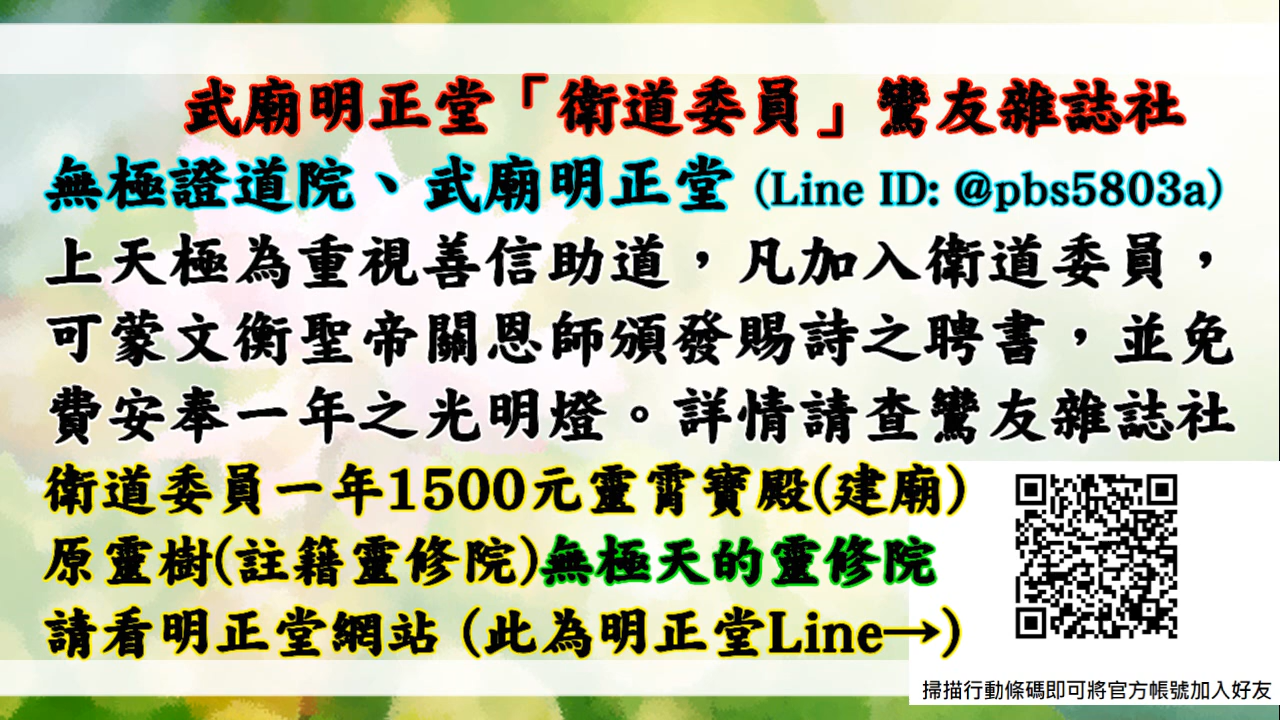 武廟明正堂「衛道委員」鸞友雜誌社
無極證道院、武廟明正堂 (Line ID: @pbs5803a)
上天極為重視善信助道，凡加入衛道委員，
可蒙文衡聖帝關恩師頒發賜詩之聘書，並免
費安奉一年之光明燈。詳情請查鸞友雜誌社
衛道委員一年1500元靈霄寶殿(建廟)
原靈樹(註籍靈修院)無極天的靈修院
請看明正堂網站 (此為明正堂Line→)
掃描行動條碼即可將官方帳號加入好友